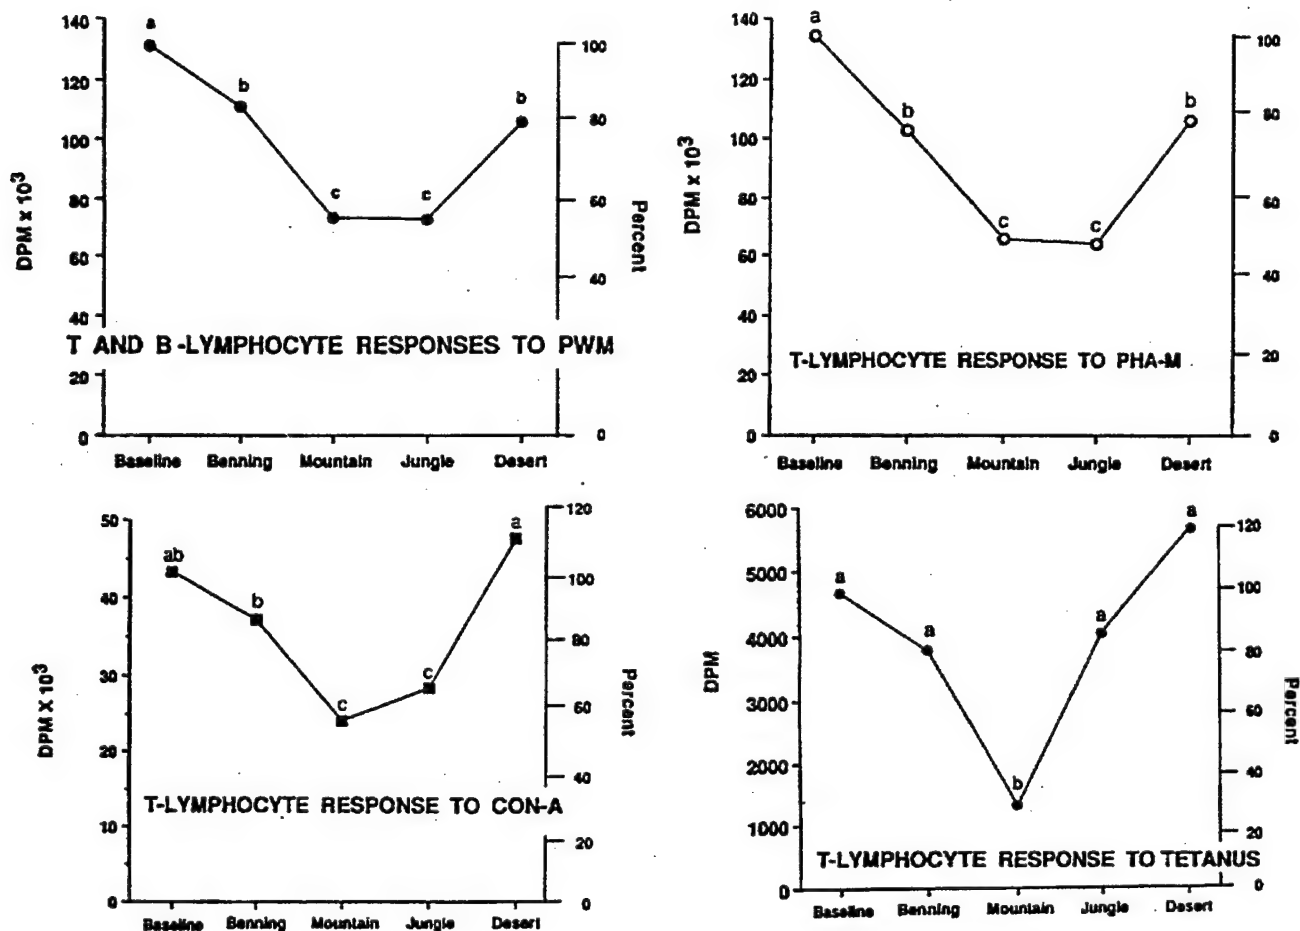 140
120
100
80
60
40
20
0
DPM x 10³
a
b
c
c
b
100
80
60
40
0
Percent
T AND B-LYMPHOCYTE RESPONSES TO PWM
Baseline Benning Mountain Jungle Desert
140
120
100
80
60
40
20
0
DPM x 10³
a
b
c
c
b
100
80
60
40
20
0
T-LYMPHOCYTE RESPONSE TO PHA-M
Baseline Benning Mountain Jungle Desert
50
40
30
20
10
0
DPM X 10³
ab
b
c
c
a
120
100
80
60
40
20
0
Percent
T-LYMPHOCYTE RESPONSE TO CON-A
Baseline Benning Mountain Jungle Desert
6000
5000
4000
3000
2000
1000
0
DPM
a
a
b
a
a
120
100
80
60
40
20
0
Percent
T-LYMPHOCYTE RESPONSE TO TETANUS
Baseline Benning Mountain Jungle Desert